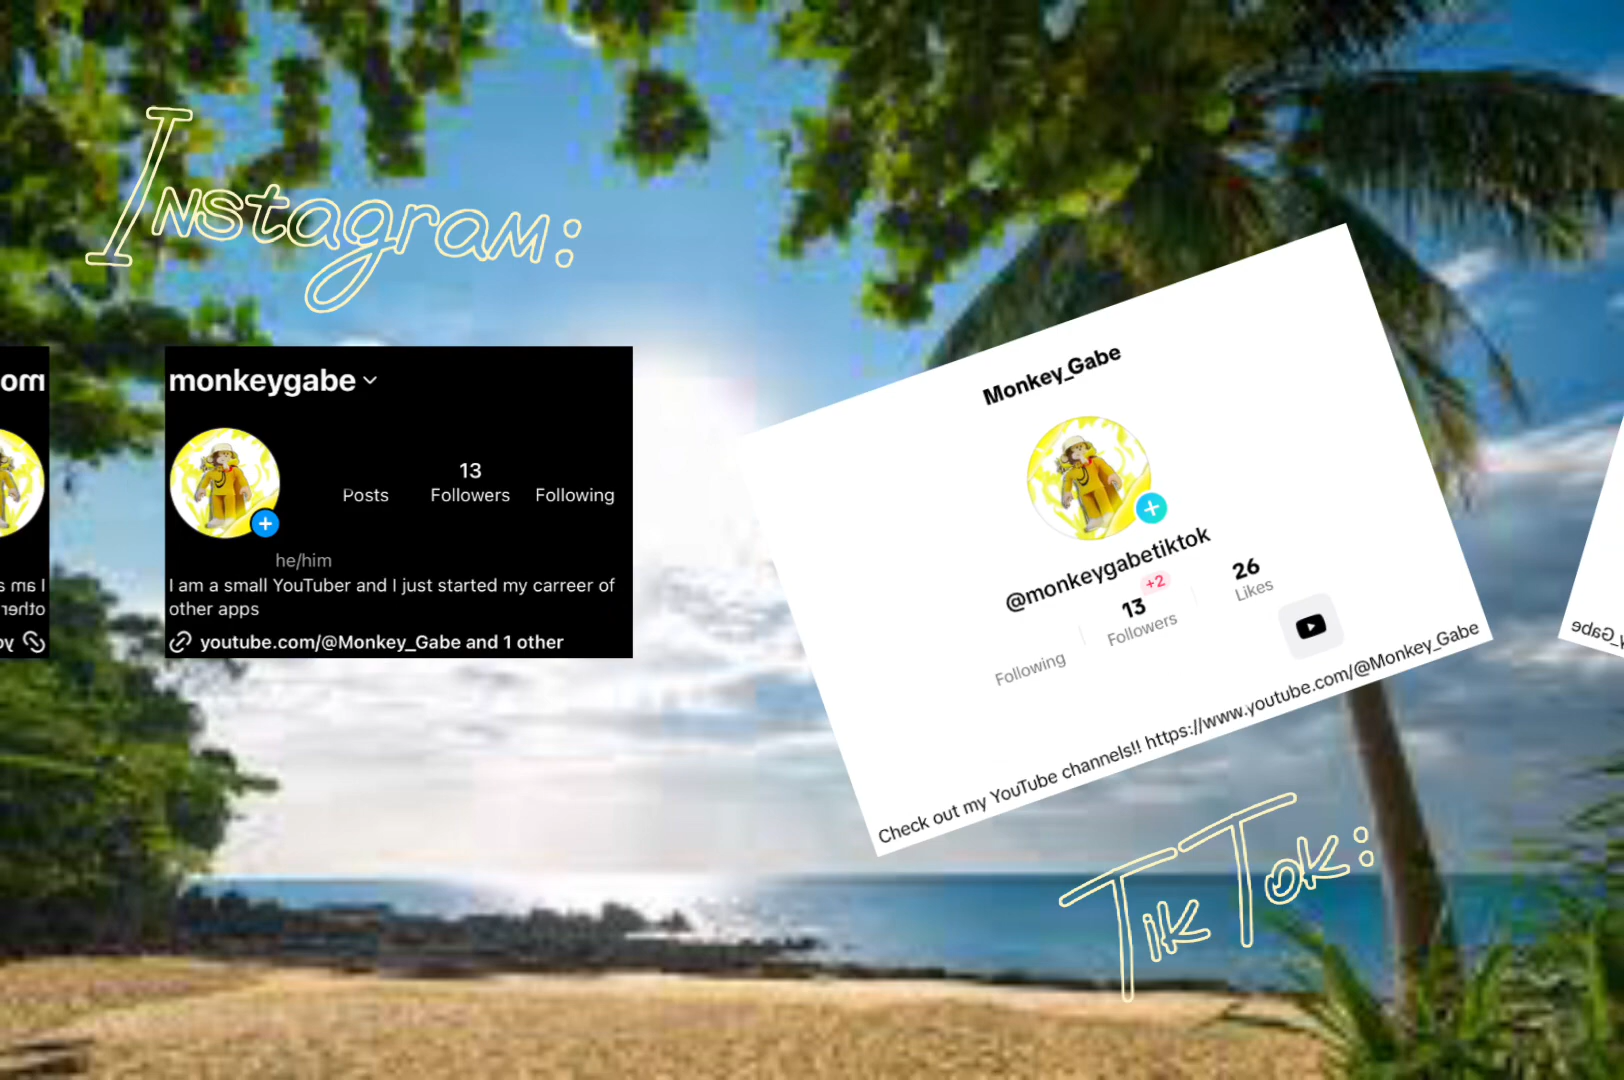 Instagram:
monkeygabe
13
Posts Followers Following
he/him
I am a small YouTuber and I just started my carreer of
other apps
youtube.com/@Monkey_Gabe and 1 other
Monkey_Gabe
@monkeygabetiktok
+2
13
26
Following
Followers
Likes
Check out my YouTube channels!! https://www.youtube.com/@Monkey_Gabe
TikTok: